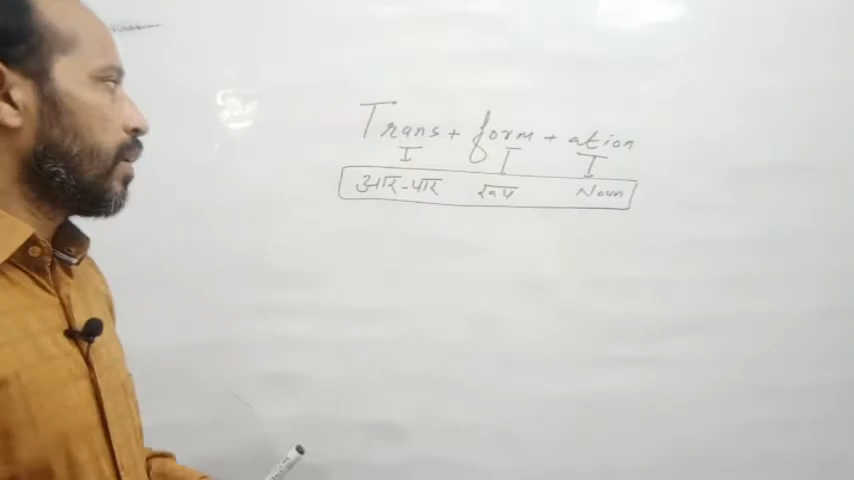 Trans + form + ation
आर-पार रूप Noun